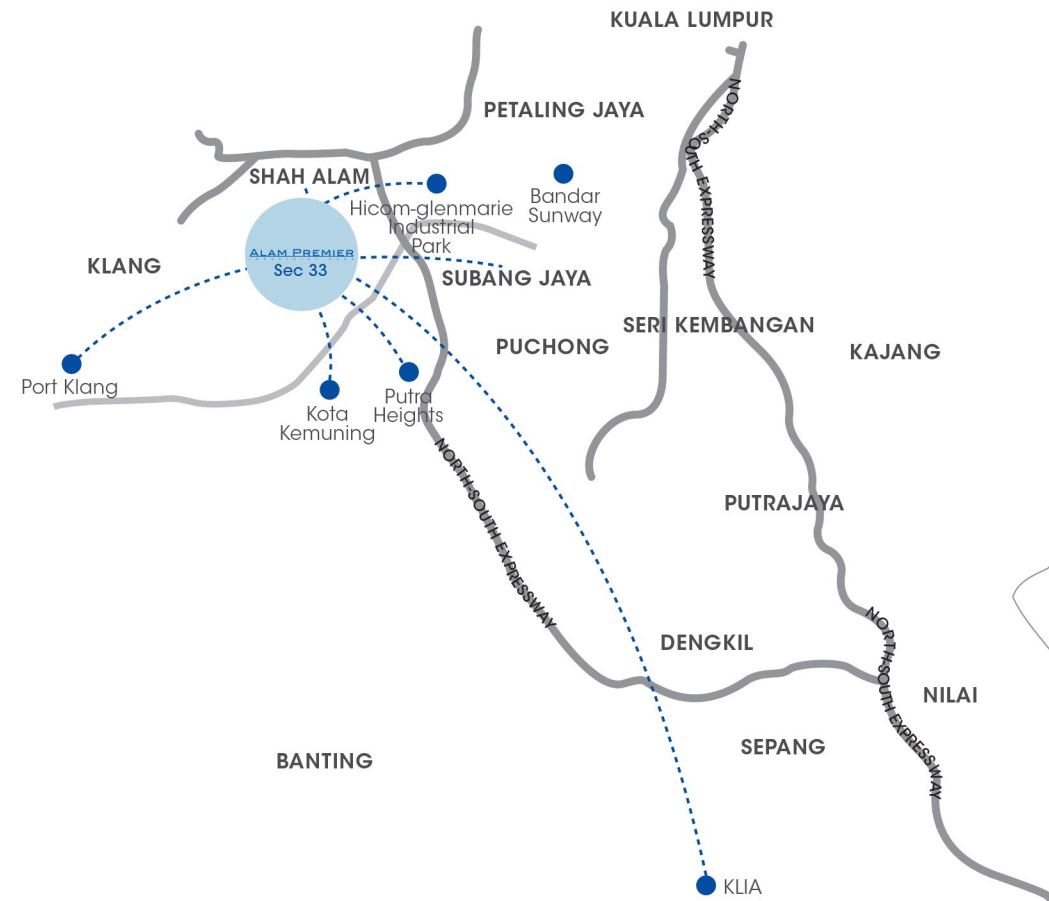 KUALA LUMPUR
PETALING JAYA
NORTH-SOUTH EXPRESSWAY
SHAH ALAM
Hicom-glenmarie
Industrial
Park
Bandar
Sunway
ALAM PREMIER
Sec 33
KLANG
SUBANG JAYA
SERI KEMBANGAN
PUCHONG
KAJANG
Port Klang
Kota
Kemuning
Putra
Heights
NORTH-SOUTH EXPRESSWAY
PUTRAJAYA
DENGKIL
NORTH-SOUTH EXPRESSWAY
NILAI
SEPANG
BANTING
KLIA